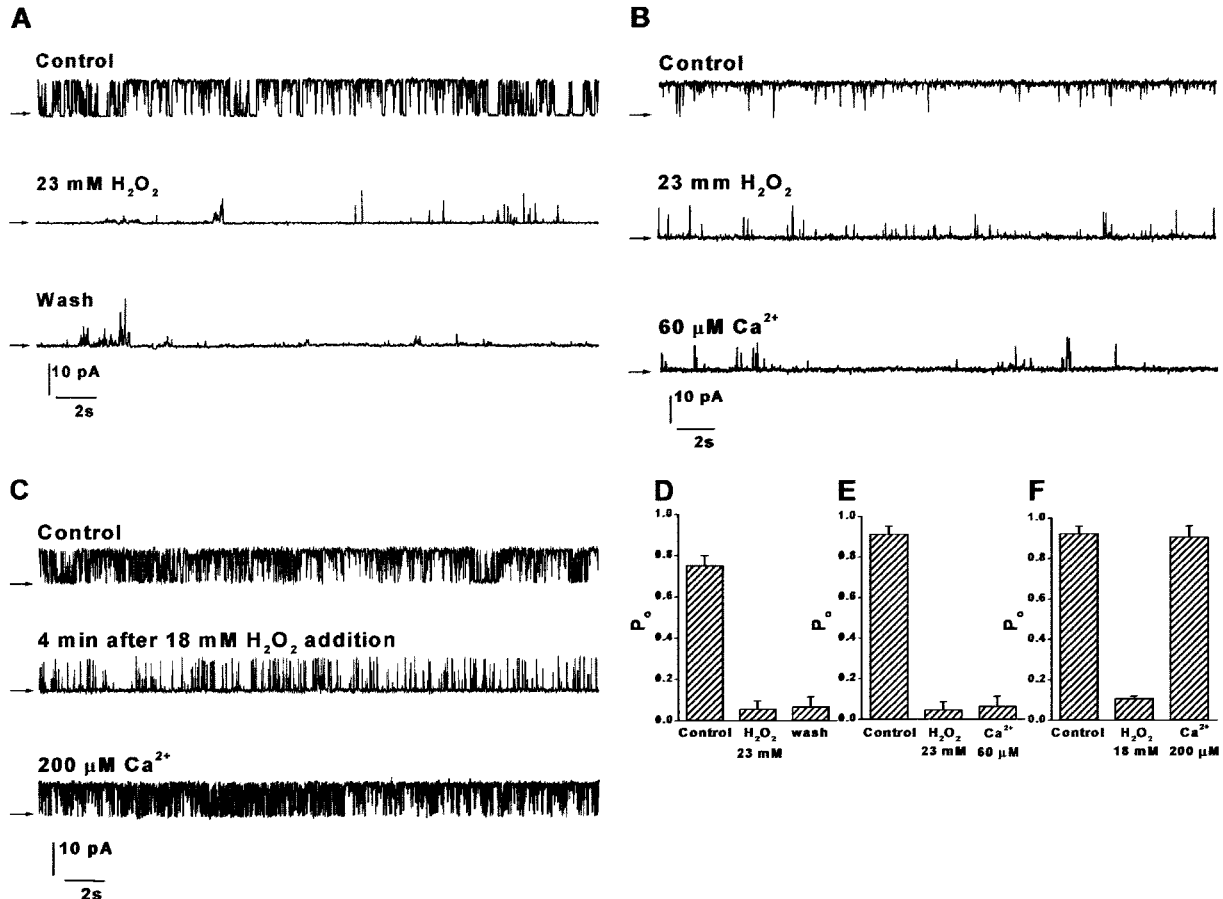 A
Control
23 mM H₂O₂
Wash
10 pA
2s
B
Control
23 mm H₂O₂
60 µM Ca²⁺
10 pA
2s
C
Control
4 min after 18 mM H₂O₂ addition
200 µM Ca²⁺
10 pA
2s
D
1.0
0.8
0.6
0.4
0.2
0.0
Pₒ
Control H₂O₂ wash
23 mM
E
1.0
0.8
0.6
0.4
0.2
0.0
Pₒ
Control H₂O₂ Ca²⁺
23 mM 60 µM
F
1.0
0.8
0.6
0.4
0.2
0.0
Pₒ
Control H₂O₂ Ca²⁺
18 mM 200 µM